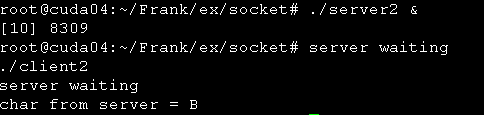 root@cuda04:~/Frank/ex/socket# ./server2 &
[10] 8309
root@cuda04:~/Frank/ex/socket# server waiting
./client2
server waiting
char from server = B